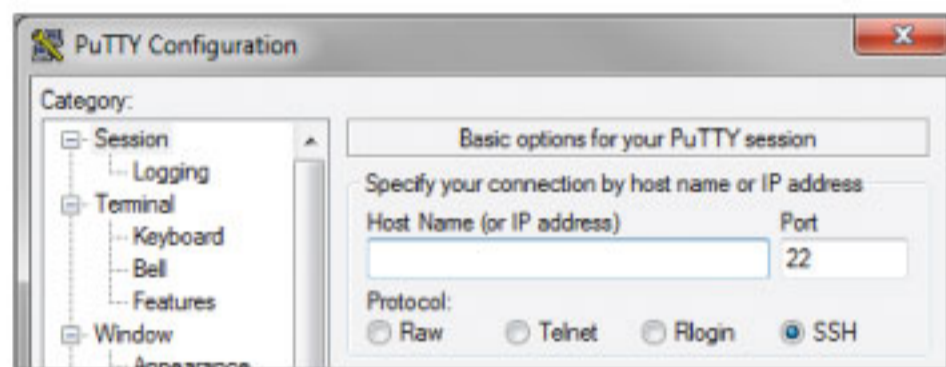 PuTTY Configuration
Category:
Session
Logging
Terminal
Keyboard
Bell
Features
Window
Appearance
Basic options for your PuTTY session
Specify your connection by host name or IP address
Host Name (or IP address) Port
22
Protocol:
Raw Telnet Rlogin SSH